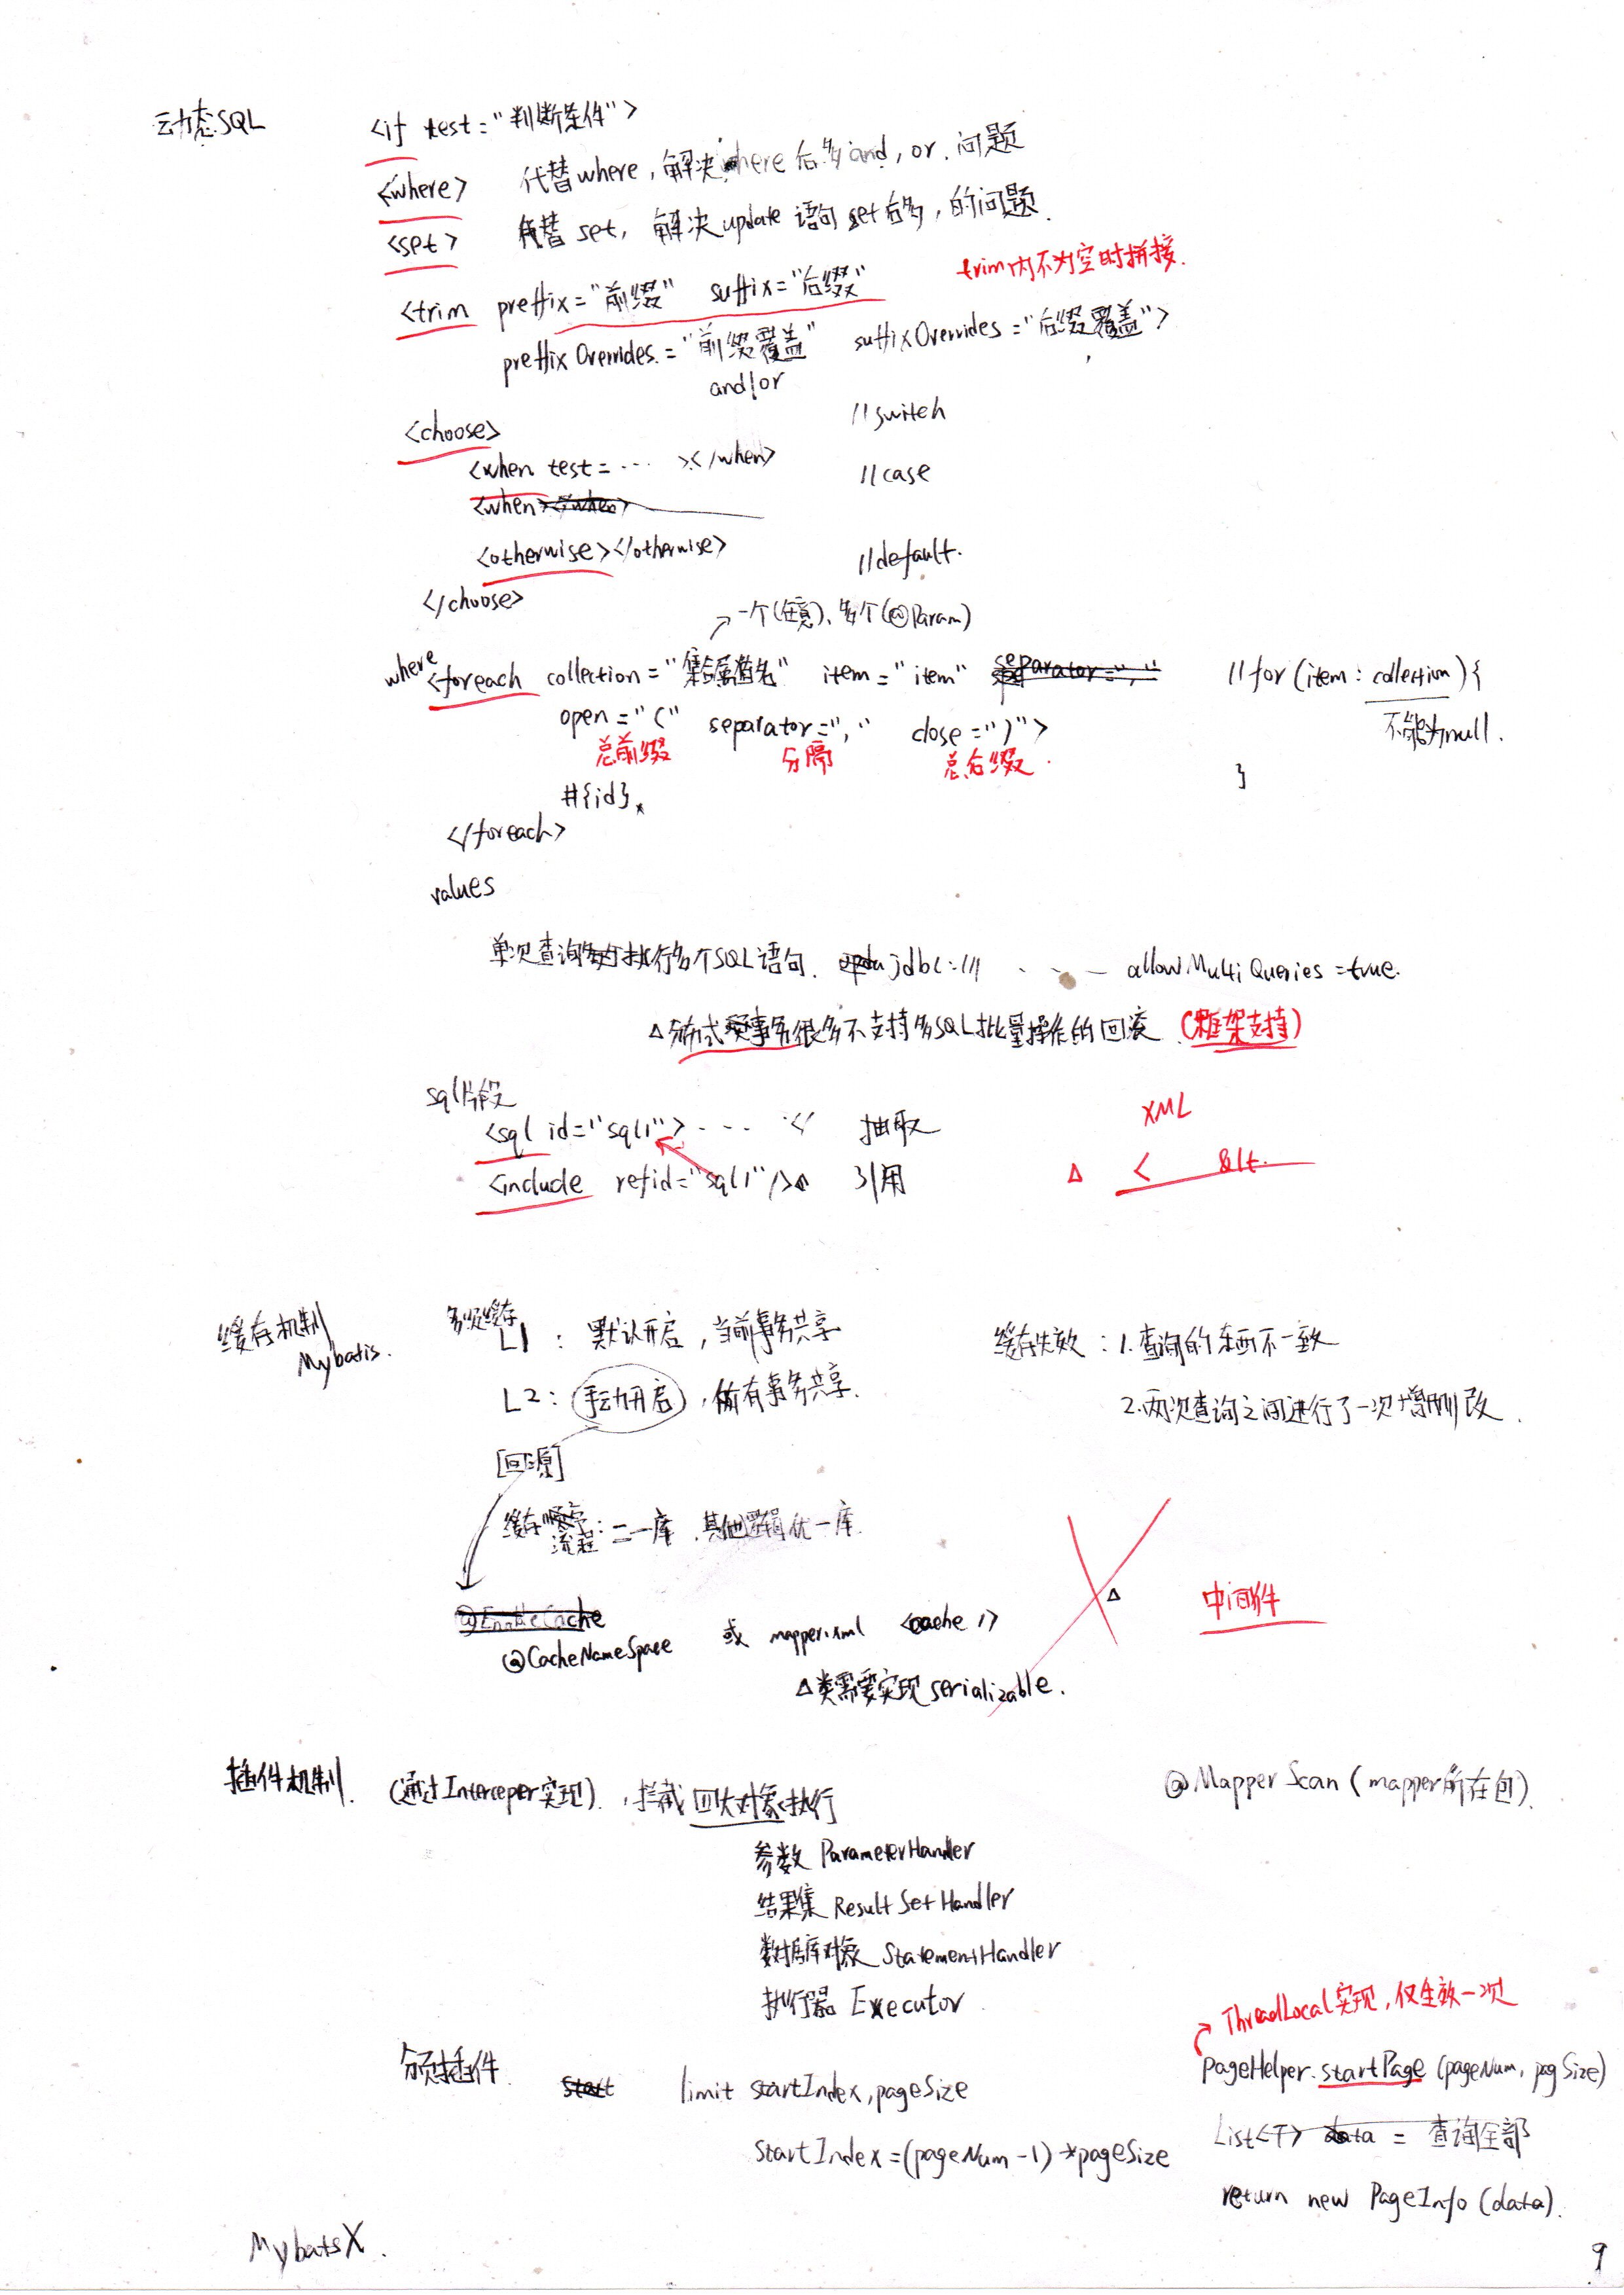 动态SQL
<if test="判断条件">
<where> 代替where,解决where后多and,or.问题
<set> 代替set,解决update语句set后多,的问题.
trim内不为空时拼接.
<trim preffix="前缀" suffix="后缀"
preffixOverrides="前缀覆盖" suffixOverrides="后缀覆盖">
and/or ,
<choose> //switch
<when test=... ></when> //case
<when
<otherwise></otherwise> //default.
</choose>
一个(任意)、多个(@Param)
where <foreach collection="集合属性名" item="item" separator="," //for(item:collection){
open="(" separator="," close=")"> 不能为null.
总前缀 分隔 总后缀.
#{id} }
</foreach>
values
单次查询执行多个SQL语句. jdbc:/// ... allowMultiQueries=true.
△分布式事务很多不支持多SQL批量操作的回滚(框架支持)
sql片段
<sql id="sql1">... </ 抽取 XML
<include refid="sql1"/> 引用 △ < &lt.
缓存机制 Mybatis.
多级缓存
L1: 默认开启,当前事务共享 缓存失效:1.查询的东西不一致
L2: 手动开启,所有事务共享. 2.两次查询之间进行了一次增删改.
[回源]
缓存流程:二一库.其他逻辑优一库.
@EnableCache
△ 中间件
@CacheNameSpace 或 mapper.xml <cache/>
△类需要实现serializable.
插件机制. (通过Interceper实现).,拦截四大对象执行 @MapperScan(mapper所在包).
参数 ParameterHandler
结果集 ResultSetHandler
数据库对象 StatementHandler
执行器 Executor
ThreadLocal实现,仅生效一次
分页插件. start limit startIndex,pageSize PageHelper.startPage(pageNum,pagSize)
startIndex=(pageNum-1)*pageSize List<T> data = 查询全部
return new PageInfo(data).
MybatsX.
9